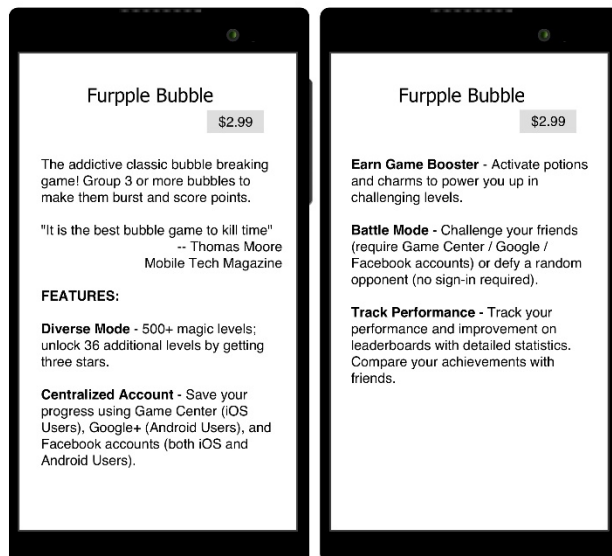 Furpple Bubble
$2.99
The addictive classic bubble breaking
game! Group 3 or more bubbles to
make them burst and score points.
"It is the best bubble game to kill time"
-- Thomas Moore
Mobile Tech Magazine
FEATURES:
Diverse Mode - 500+ magic levels;
unlock 36 additional levels by getting
three stars.
Centralized Account - Save your
progress using Game Center (iOS
Users), Google+ (Android Users), and
Facebook accounts (both iOS and
Android Users).
Furpple Bubble
$2.99
Earn Game Booster - Activate potions
and charms to power you up in
challenging levels.
Battle Mode - Challenge your friends
(require Game Center / Google /
Facebook accounts) or defy a random
opponent (no sign-in required).
Track Performance - Track your
performance and improvement on
leaderboards with detailed statistics.
Compare your achievements with
friends.